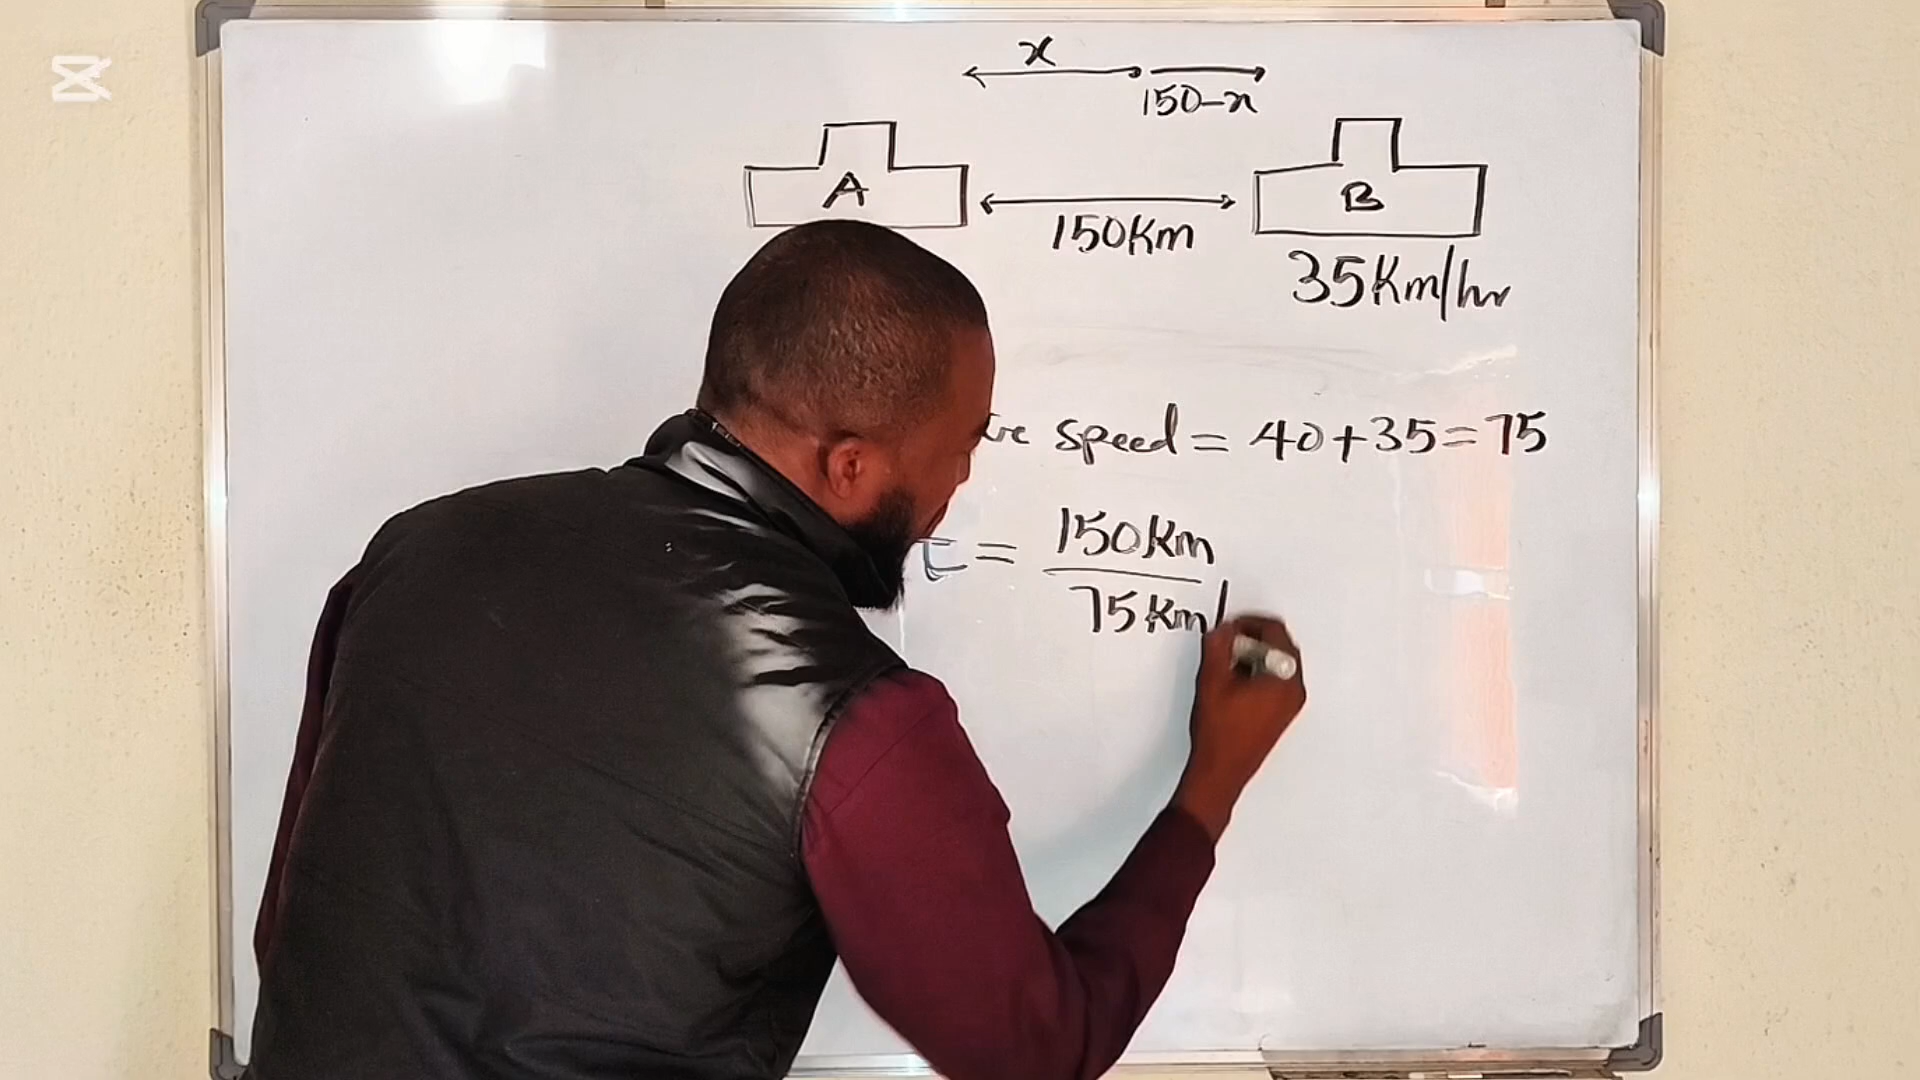 x
150-x
A
B
150Km
35Km/hr
speed = 40+35=75
t = 150Km
75Km/